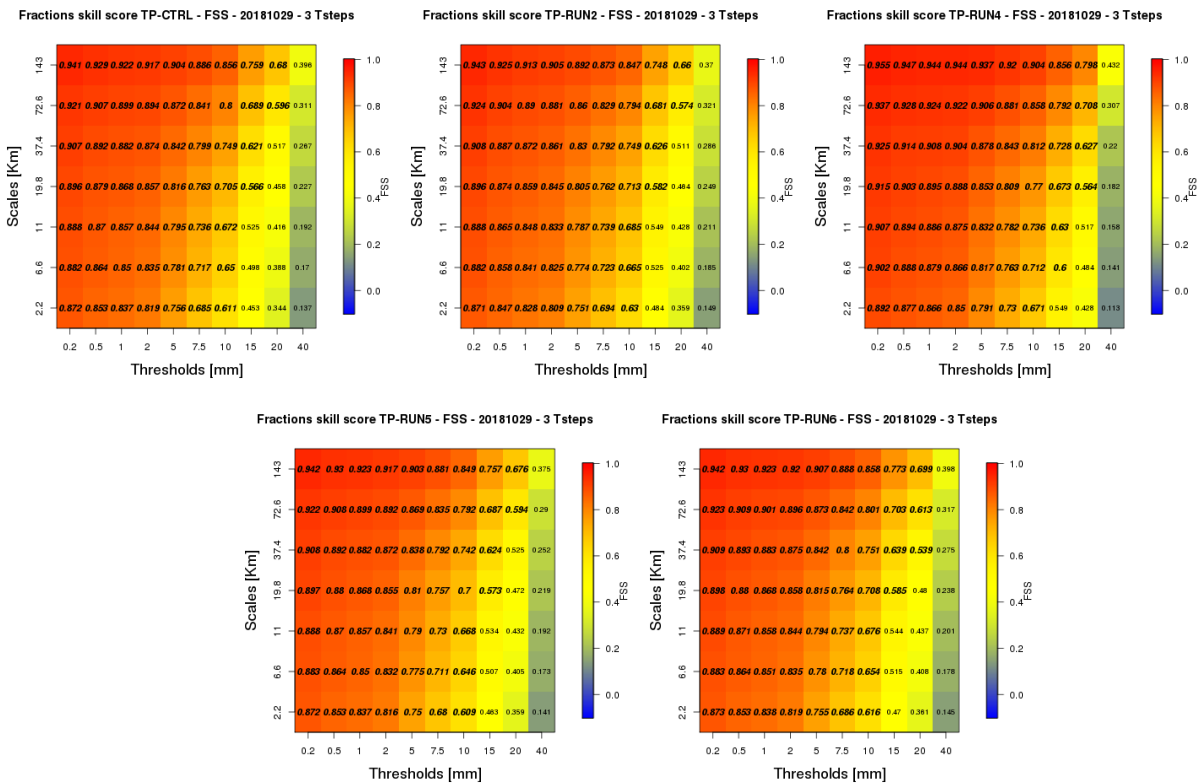 Fractions skill score TP-CTRL - FSS - 20181029 - 3 Tsteps
Scales [Km]
143 0.941 0.929 0.922 0.917 0.904 0.886 0.856 0.759 0.68 0.396
72.6 0.921 0.907 0.899 0.894 0.872 0.841 0.8 0.689 0.596 0.311
37.4 0.907 0.892 0.882 0.874 0.842 0.799 0.749 0.621 0.517 0.267
19.8 0.896 0.879 0.868 0.857 0.816 0.763 0.705 0.566 0.458 0.227
11 0.888 0.87 0.857 0.844 0.795 0.736 0.672 0.525 0.416 0.192
6.6 0.882 0.864 0.85 0.835 0.781 0.717 0.65 0.498 0.388 0.17
2.2 0.872 0.853 0.837 0.819 0.756 0.685 0.611 0.453 0.344 0.137
0.2 0.5 1 2 5 7.5 10 15 20 40
Thresholds [mm]
1.0
0.8
0.6
0.4
0.2
0.0
FSS
Fractions skill score TP-RUN2 - FSS - 20181029 - 3 Tsteps
Scales [Km]
143 0.943 0.925 0.913 0.905 0.892 0.873 0.847 0.748 0.66 0.37
72.6 0.924 0.904 0.89 0.881 0.86 0.829 0.794 0.681 0.574 0.321
37.4 0.908 0.887 0.872 0.861 0.83 0.792 0.749 0.626 0.511 0.286
19.8 0.896 0.874 0.859 0.845 0.805 0.762 0.713 0.582 0.464 0.249
11 0.888 0.865 0.848 0.833 0.787 0.739 0.685 0.549 0.428 0.211
6.6 0.882 0.858 0.841 0.825 0.774 0.723 0.665 0.525 0.402 0.185
2.2 0.871 0.847 0.828 0.809 0.751 0.694 0.63 0.484 0.359 0.149
0.2 0.5 1 2 5 7.5 10 15 20 40
Thresholds [mm]
1.0
0.8
0.6
0.4
0.2
0.0
FSS
Fractions skill score TP-RUN4 - FSS - 20181029 - 3 Tsteps
Scales [Km]
143 0.955 0.947 0.944 0.944 0.937 0.92 0.904 0.856 0.798 0.432
72.6 0.937 0.928 0.924 0.922 0.906 0.881 0.858 0.792 0.708 0.307
37.4 0.925 0.914 0.908 0.904 0.878 0.843 0.812 0.728 0.627 0.22
19.8 0.915 0.903 0.895 0.888 0.853 0.809 0.77 0.673 0.564 0.182
11 0.907 0.894 0.886 0.875 0.832 0.782 0.736 0.63 0.517 0.158
6.6 0.902 0.888 0.879 0.866 0.817 0.763 0.712 0.6 0.484 0.141
2.2 0.892 0.877 0.866 0.85 0.791 0.73 0.671 0.549 0.428 0.113
0.2 0.5 1 2 5 7.5 10 15 20 40
Thresholds [mm]
1.0
0.8
0.6
0.4
0.2
0.0
FSS
Fractions skill score TP-RUN5 - FSS - 20181029 - 3 Tsteps
Scales [Km]
143 0.942 0.93 0.923 0.917 0.903 0.881 0.849 0.757 0.676 0.375
72.6 0.922 0.908 0.899 0.892 0.869 0.835 0.792 0.687 0.594 0.29
37.4 0.908 0.892 0.882 0.872 0.838 0.792 0.742 0.624 0.525 0.252
19.8 0.897 0.88 0.868 0.855 0.81 0.757 0.7 0.573 0.472 0.219
11 0.888 0.87 0.857 0.841 0.79 0.73 0.668 0.534 0.432 0.192
6.6 0.883 0.864 0.85 0.832 0.775 0.711 0.646 0.507 0.405 0.173
2.2 0.872 0.853 0.837 0.816 0.75 0.68 0.609 0.463 0.359 0.141
0.2 0.5 1 2 5 7.5 10 15 20 40
Thresholds [mm]
1.0
0.8
0.6
0.4
0.2
0.0
FSS
Fractions skill score TP-RUN6 - FSS - 20181029 - 3 Tsteps
Scales [Km]
143 0.942 0.93 0.923 0.92 0.907 0.888 0.858 0.773 0.699 0.398
72.6 0.923 0.909 0.901 0.896 0.873 0.842 0.801 0.703 0.613 0.317
37.4 0.909 0.893 0.883 0.875 0.842 0.8 0.751 0.639 0.539 0.275
19.8 0.898 0.88 0.868 0.858 0.815 0.764 0.708 0.585 0.48 0.238
11 0.889 0.871 0.858 0.844 0.794 0.737 0.676 0.544 0.437 0.201
6.6 0.883 0.864 0.851 0.835 0.78 0.718 0.654 0.515 0.408 0.178
2.2 0.873 0.853 0.838 0.819 0.755 0.686 0.616 0.47 0.361 0.145
0.2 0.5 1 2 5 7.5 10 15 20 40
Thresholds [mm]
1.0
0.8
0.6
0.4
0.2
0.0
FSS